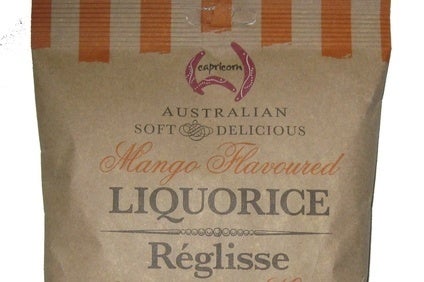 capricorn
AUSTRALIAN
SOFT & DELICIOUS
Mango Flavoured
LIQUORICE
Réglisse